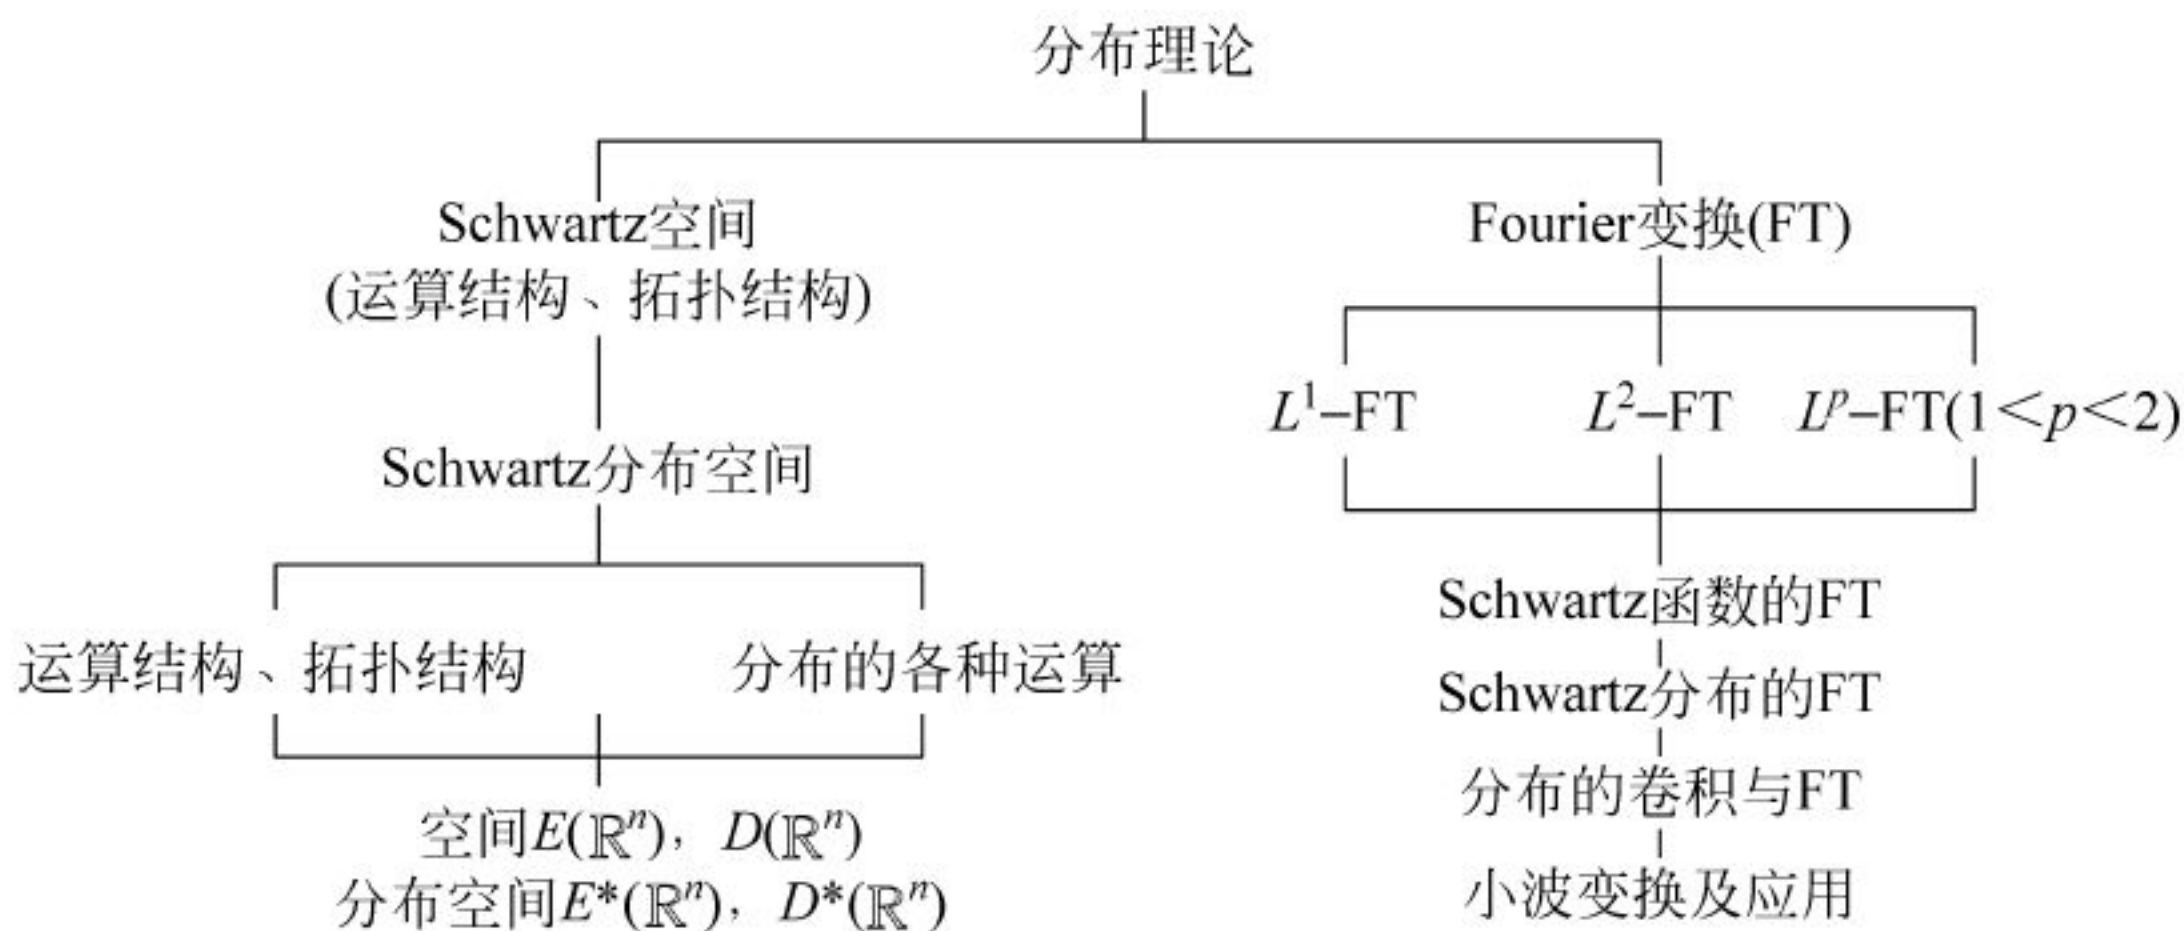 分布理论
Schwartz空间
(运算结构、拓扑结构)
Schwartz分布空间
运算结构、拓扑结构
分布的各种运算
空间E(ℝⁿ)，D(ℝⁿ)
分布空间E*(ℝⁿ)，D*(ℝⁿ)
Fourier变换(FT)
L¹–FT
L²–FT
Lᵖ–FT(1<p<2)
Schwartz函数的FT
Schwartz分布的FT
分布的卷积与FT
小波变换及应用